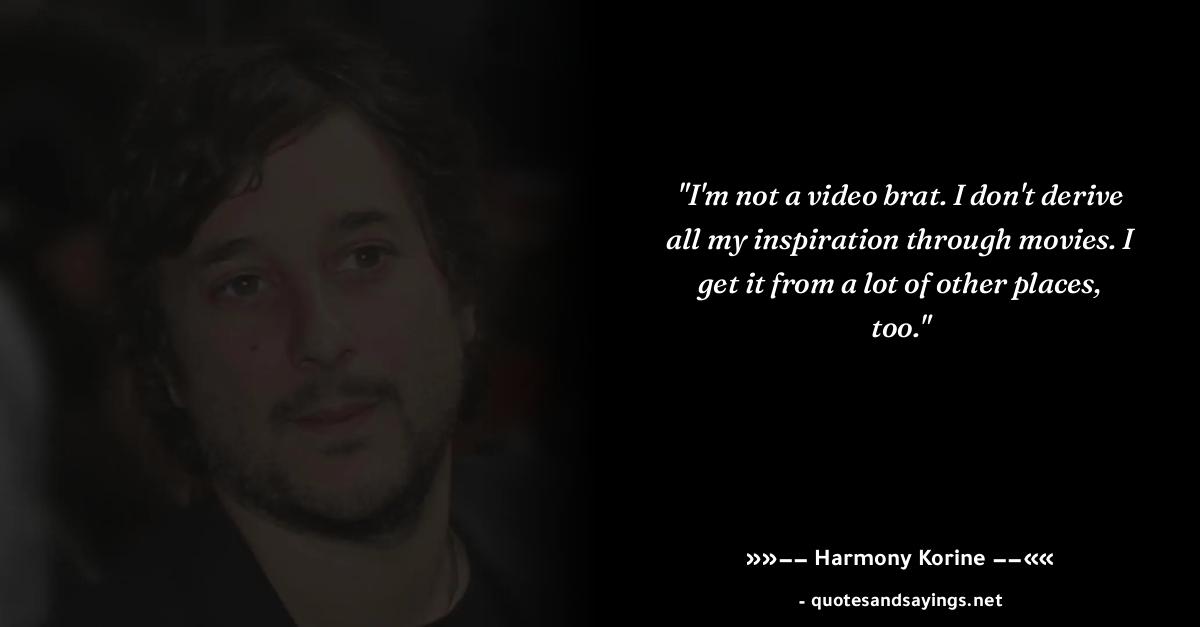 "I'm not a video brat. I don't derive
all my inspiration through movies. I
get it from a lot of other places,
too."
»»−− Harmony Korine −−««
- quotesandsayings.net